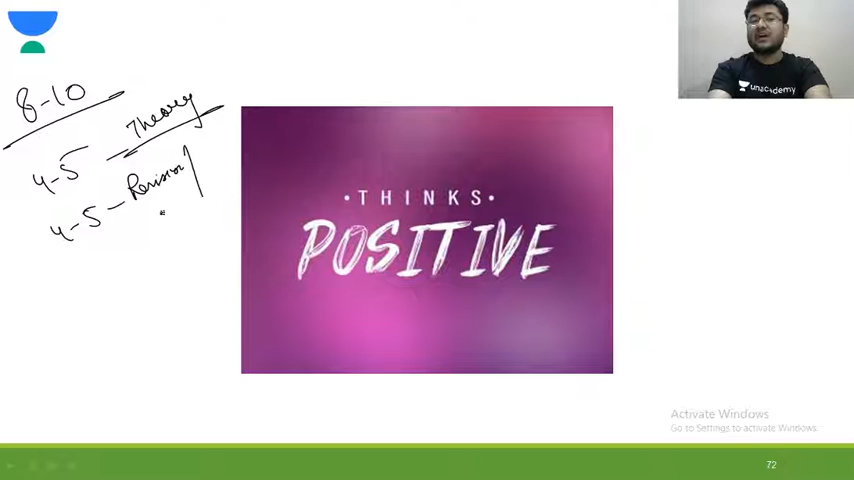 8-10
4-5 - Theory
4-5 - Revision
• THINKS •
POSITIVE
unacademy
Activate Windows
Go to Settings to activate Windows.
72